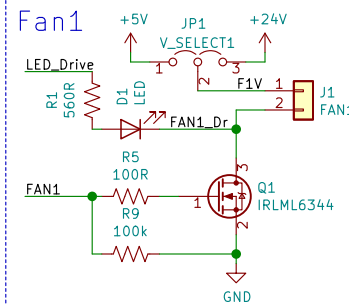 Fan1
+5V
JP1
+24V
V_SELECT1
1
2
3
LED_Drive
R1
560R
D1
LED
F1V
1
2
J1
FAN1
FAN1_Dr
R5
100R
FAN1
3
1
2
Q1
IRLML6344
R9
100k
GND